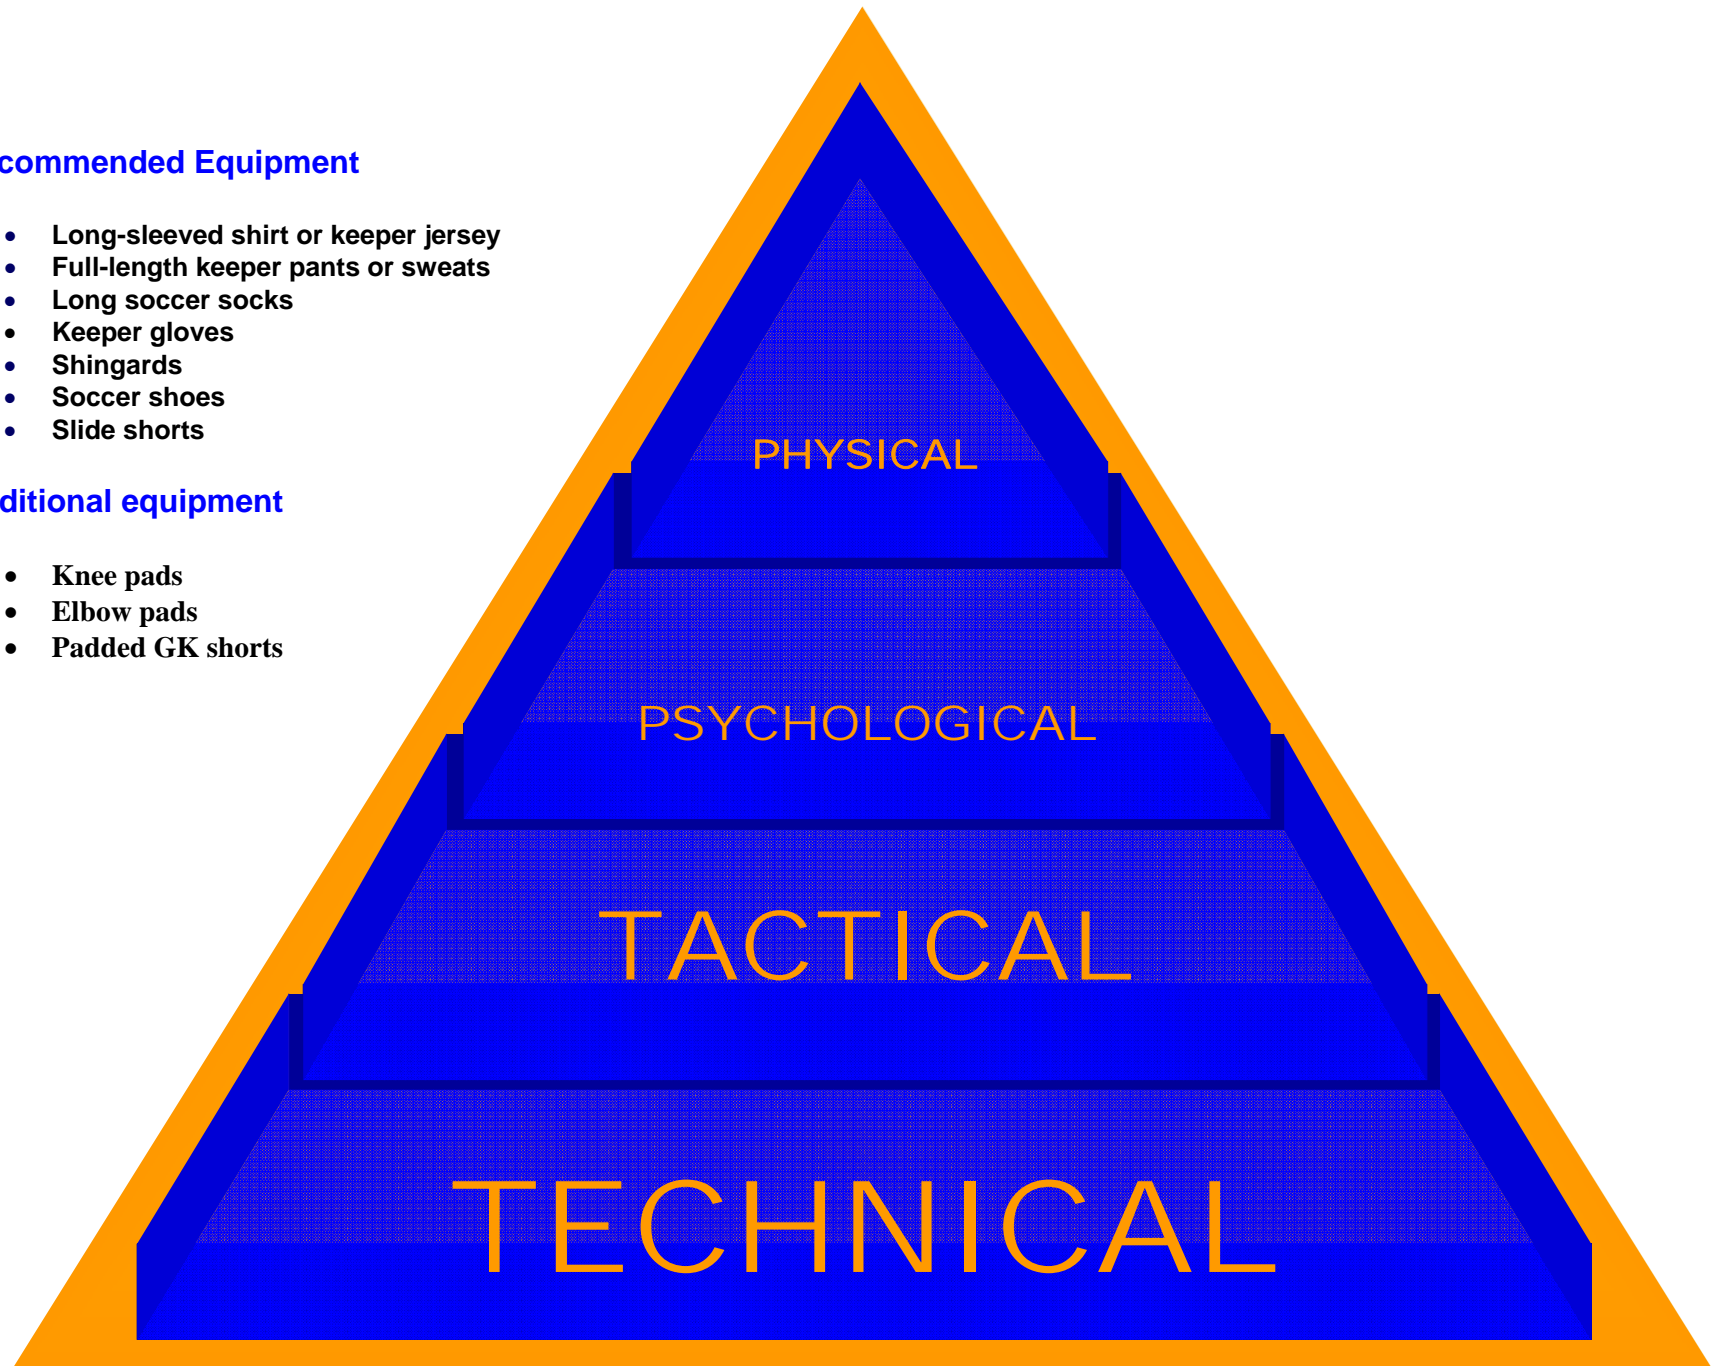 commended Equipment
• Long-sleeved shirt or keeper jersey
• Full-length keeper pants or sweats
• Long soccer socks
• Keeper gloves
• Shingards
• Soccer shoes
• Slide shorts
ditional equipment
• Knee pads
• Elbow pads
• Padded GK shorts
PHYSICAL
PSYCHOLOGICAL
TACTICAL
TECHNICAL